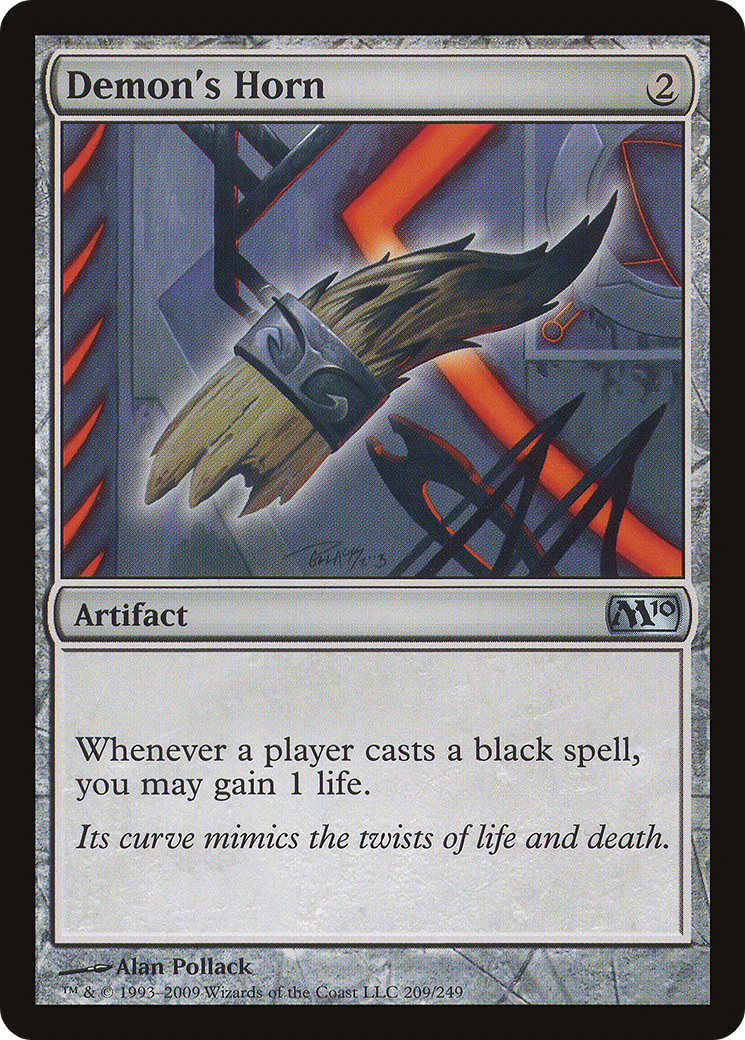 Demon's Horn 2
Artifact M10
Whenever a player casts a black spell,
you may gain 1 life.
Its curve mimics the twists of life and death.
Alan Pollack
™ & © 1993–2009 Wizards of the Coast LLC 209/249